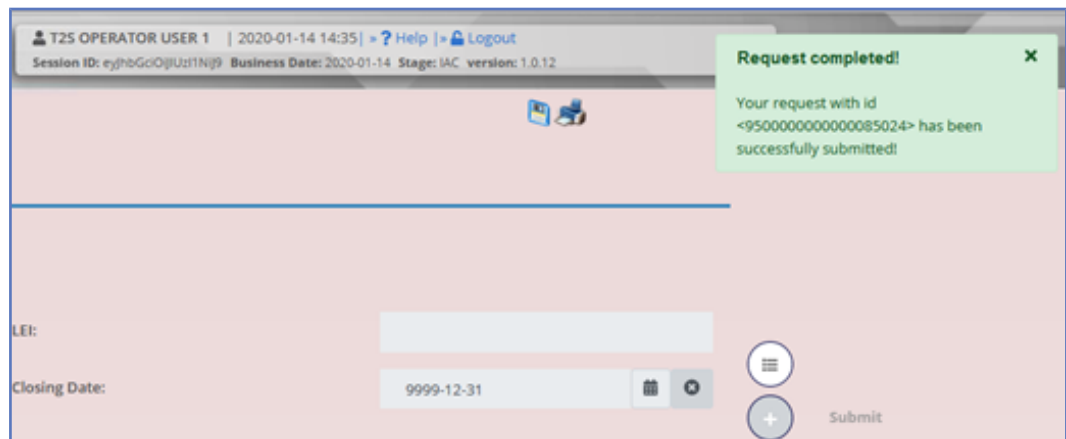 T2S OPERATOR USER 1 | 2020-01-14 14:35| » ? Help |» Logout
Session ID: eyJhbGciOiJIUzI1NiJ9 Business Date: 2020-01-14 Stage: IAC version: 1.0.12
Request completed! ×
Your request with id
<9500000000000085024> has been
successfully submitted!
LEI:
Closing Date: 9999-12-31
Submit